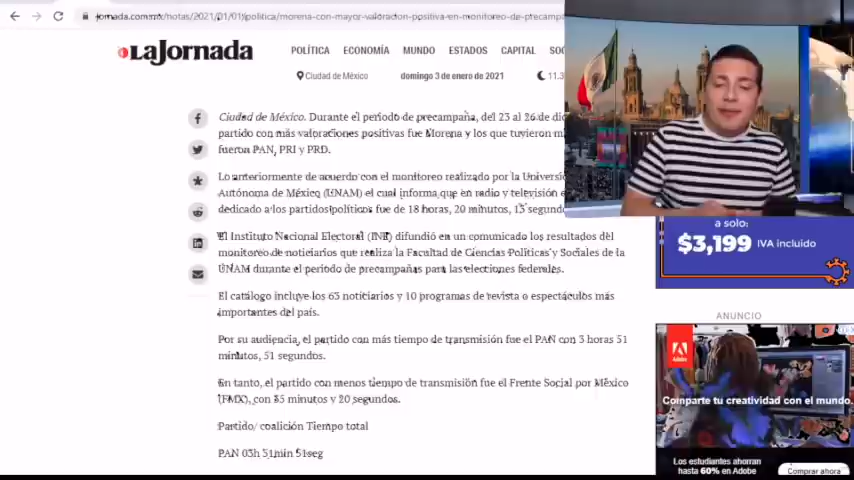 jornada.com.mx/notas/2021/01/01/politica/morena-con-mayor-valoracion-positiva-en-monitoreo-de-precamp
LaJornada
POLÍTICA ECONOMÍA MUNDO ESTADOS CAPITAL
Ciudad de México domingo 3 de enero de 2021 11.3
Ciudad de México. Durante el periodo de precampaña, del 23 al 26 de
partido con más valoraciones positivas fue Morena y los que tuvieron
fueron PAN, PRI y PRD.
Lo anteriormente de acuerdo con el monitoreo realizado por la
Autónoma de México (UNAM) el cual informa que en radio y televisión
dedicado a los partidos políticos fue de 18 horas, 20 minutos, 15
El Instituto Nacional Electoral (INE) difundió en un comunicado los resultados del
monitoreo de noticiarios que realiza la Facultad de Ciencias Políticas y Sociales de la
UNAM durante el periodo de precampañas para las elecciones federales.
El catálogo incluye los 63 noticiarios y 10 programas de revista o espectáculos más
importantes del país.
Por su audiencia, el partido con más tiempo de transmisión fue el PAN con 3 horas 51
minutos, 51 segundos.
En tanto, el partido con menos tiempo de transmisión fue el Frente Social por México
(FMX), con 35 minutos y 20 segundos.
Partido/ coalición Tiempo total
PAN 03h 51min 51seg
a solo:
$3,199 IVA incluido
ANUNCIO
Adobe
Comparte tu creatividad con el mundo.
Los estudiantes ahorran
hasta 60% en Adobe
Comprar ahora